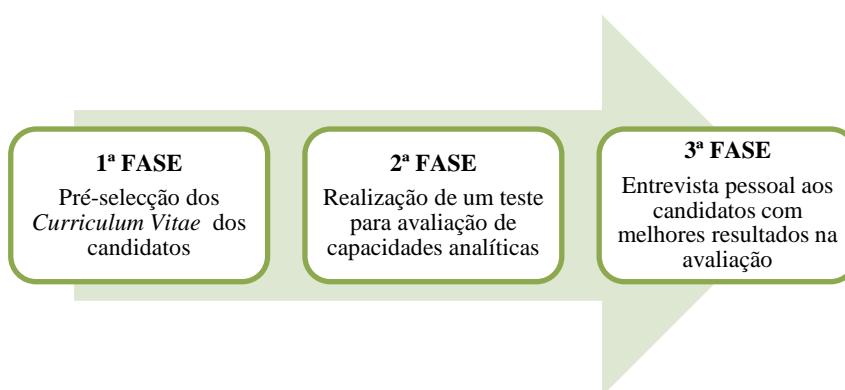 1ª FASE
Pré-selecção dos
Curriculum Vitae dos
candidatos
2ª FASE
Realização de um teste
para avaliação de
capacidades analíticas
3ª FASE
Entrevista pessoal aos
candidatos com
melhores resultados na
avaliação